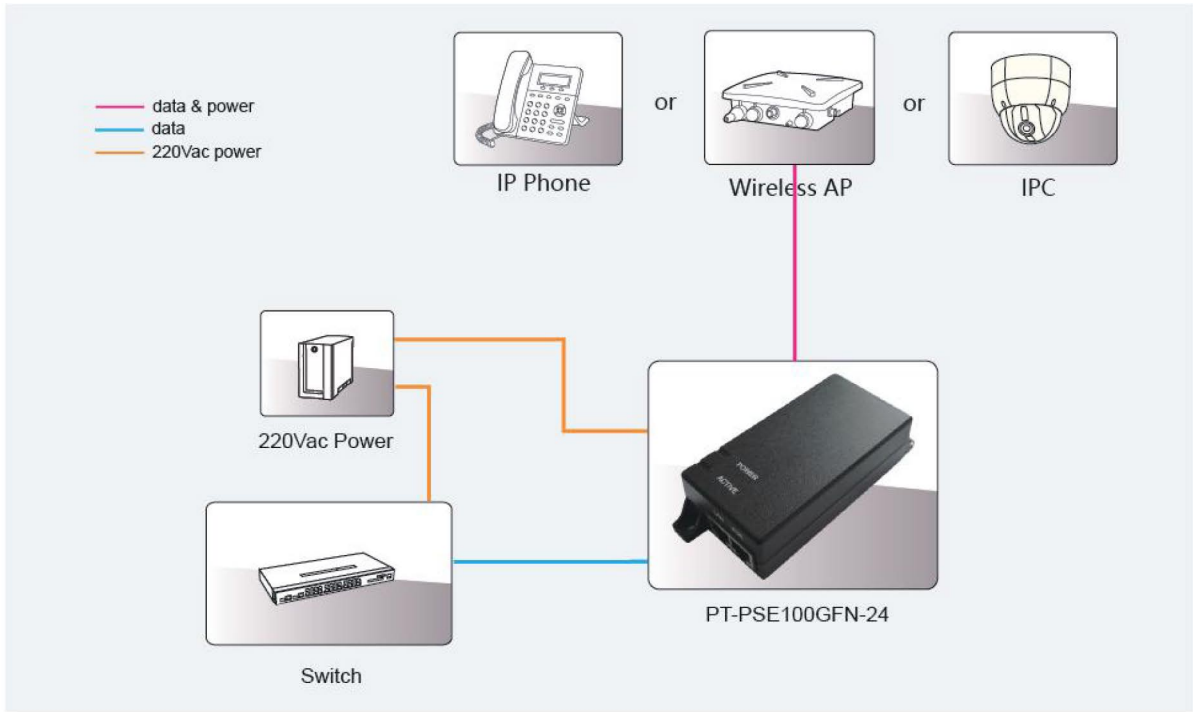 data & power
data
220Vac power
or
or
IP Phone
Wireless AP
IPC
220Vac Power
POWER
ACTIVE
PT-PSE100GFN-24
Switch